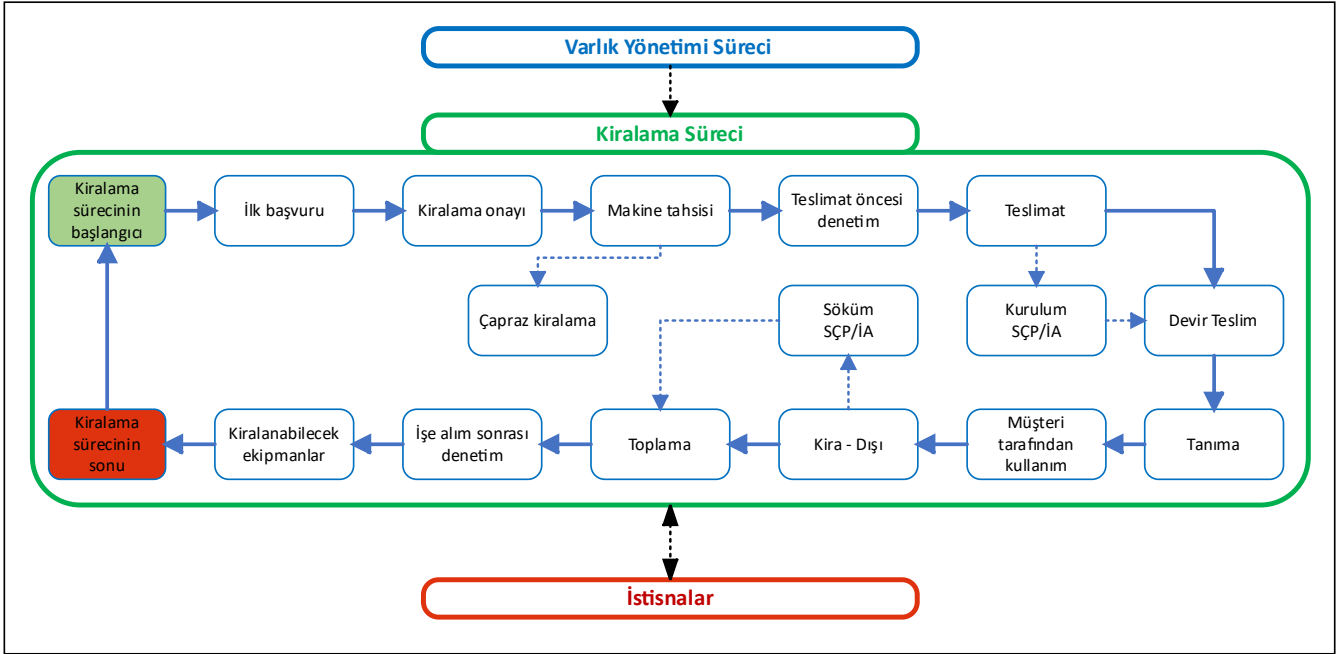 Varlık Yönetimi Süreci
Kiralama Süreci
Kiralama
sürecinin
başlangıcı
İlk başvuru
Kiralama onayı
Makine tahsisi
Teslimat öncesi
denetim
Teslimat
Çapraz kiralama
Söküm
SÇP/İA
Kurulum
SÇP/İA
Devir Teslim
Kiralama
sürecinin
sonu
Kiralanabilecek
ekipmanlar
İşe alım sonrası
denetim
Toplama
Kira - Dışı
Müşteri
tarafından
kullanım
Tanıma
İstisnalar